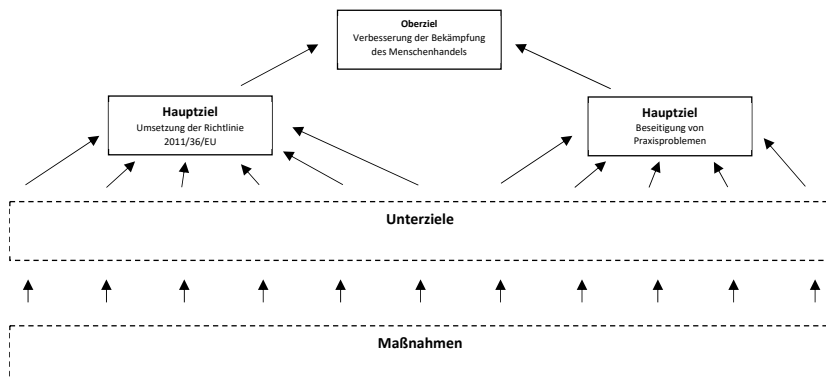 Oberziel
Verbesserung der Bekämpfung
des Menschenhandels
Hauptziel
Umsetzung der Richtlinie
2011/36/EU
Hauptziel
Beseitigung von
Praxisproblemen
Unterziele
Maßnahmen